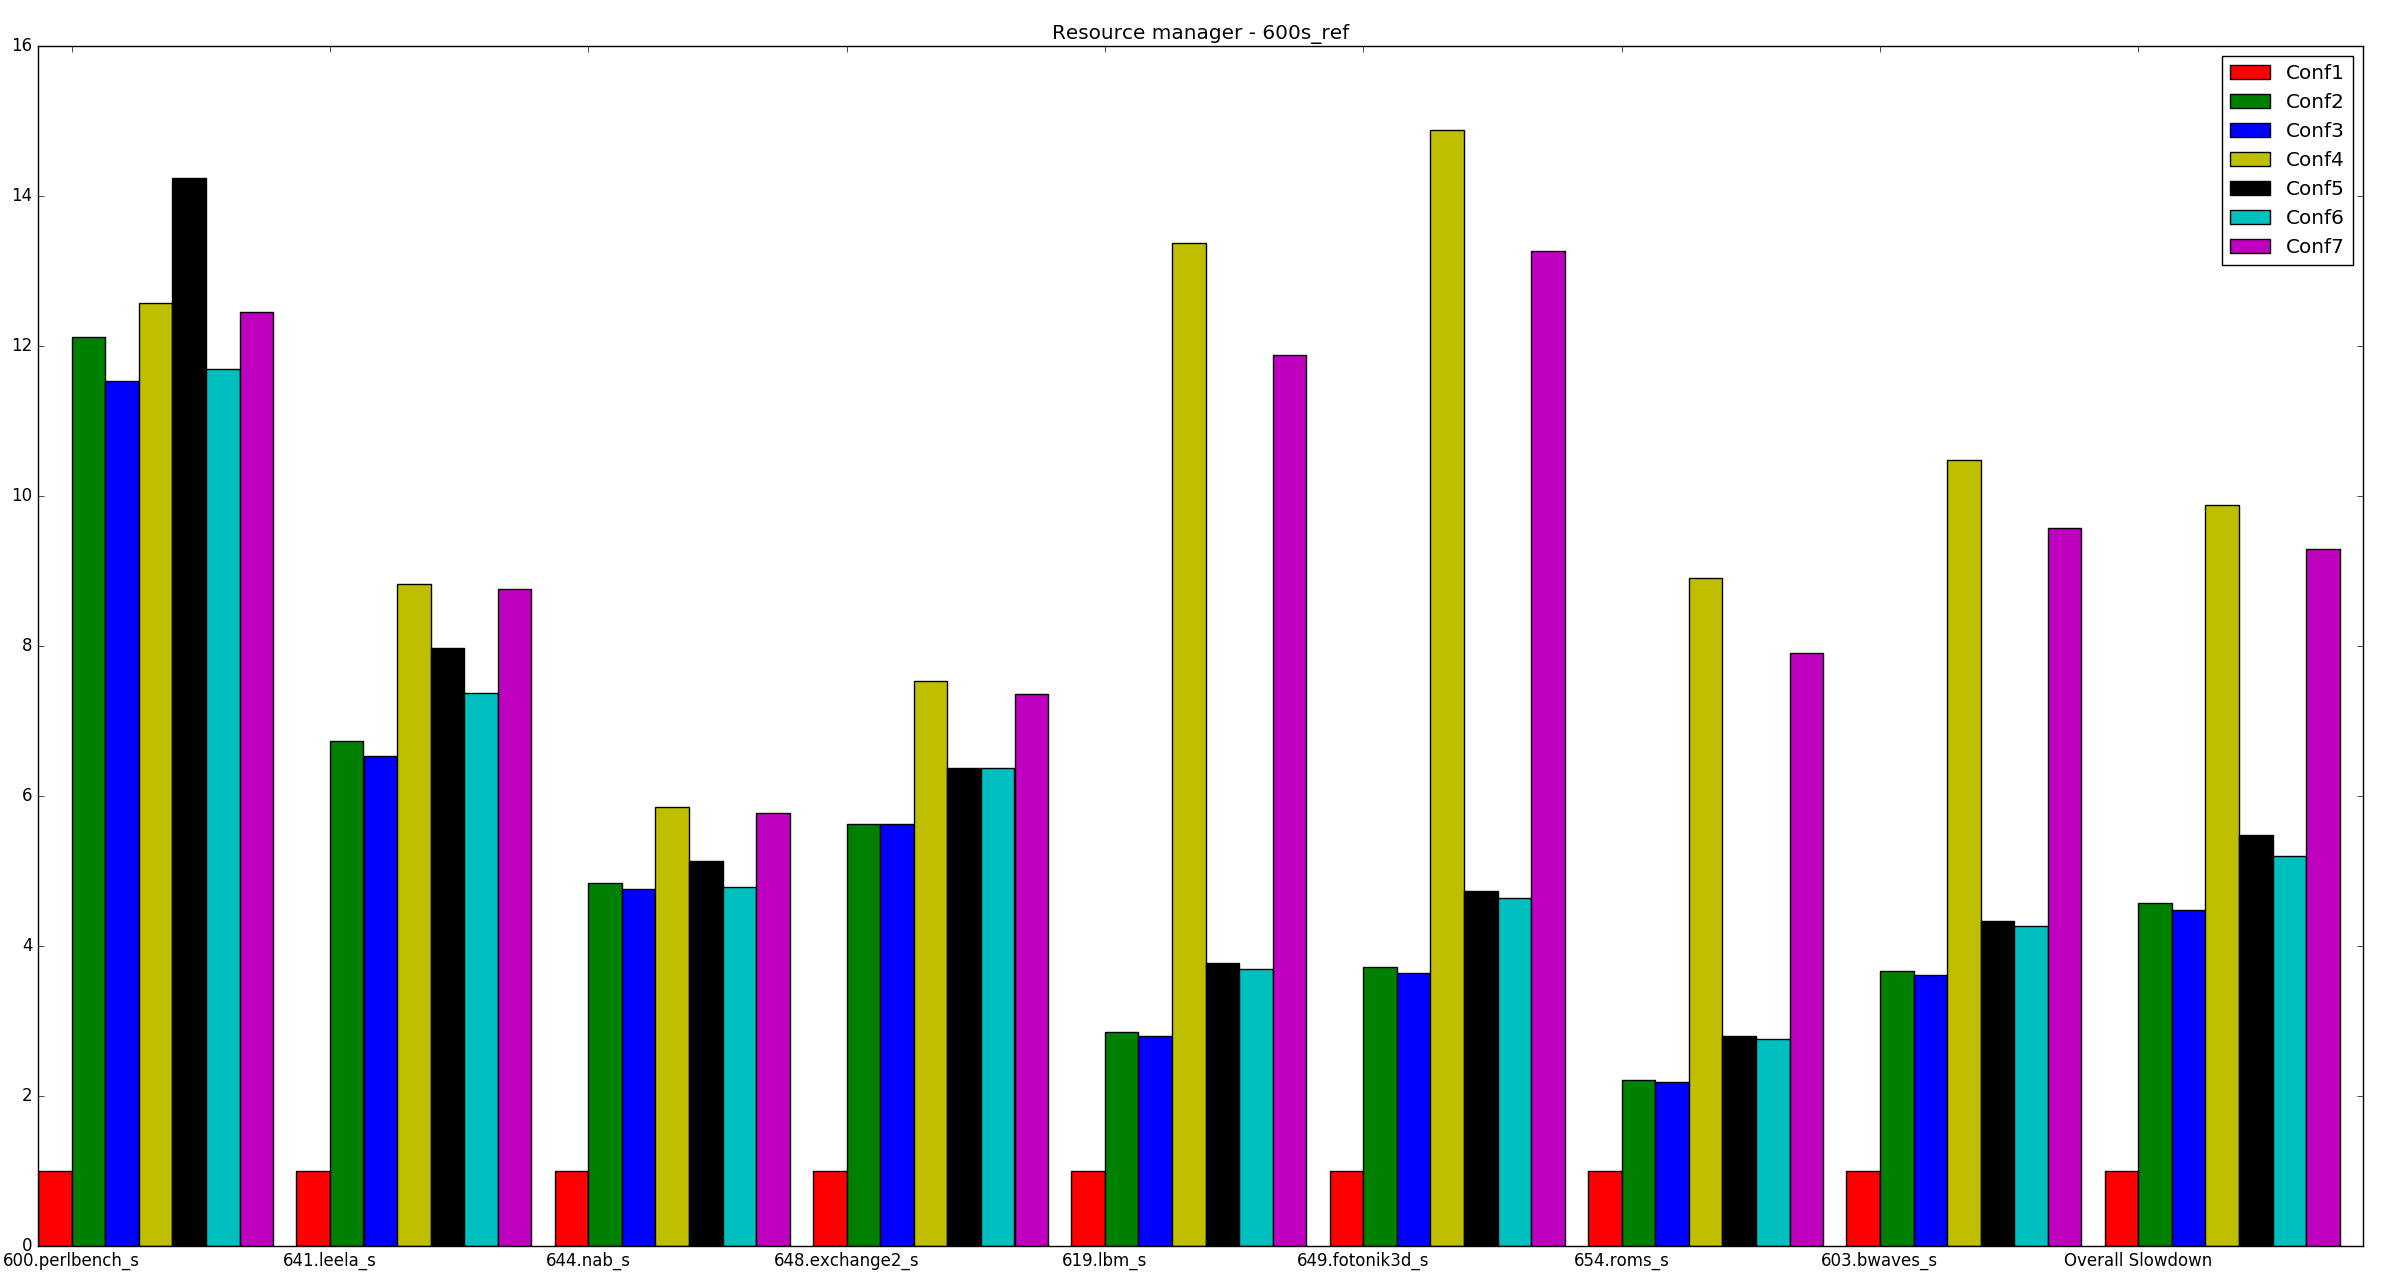 Resource manager - 600s_ref
16
14
12
10
8
6
4
2
0
Conf1
Conf2
Conf3
Conf4
Conf5
Conf6
Conf7
600.perlbench_s
641.leela_s
644.nab_s
648.exchange2_s
619.lbm_s
649.fotonik3d_s
654.roms_s
603.bwaves_s
Overall Slowdown